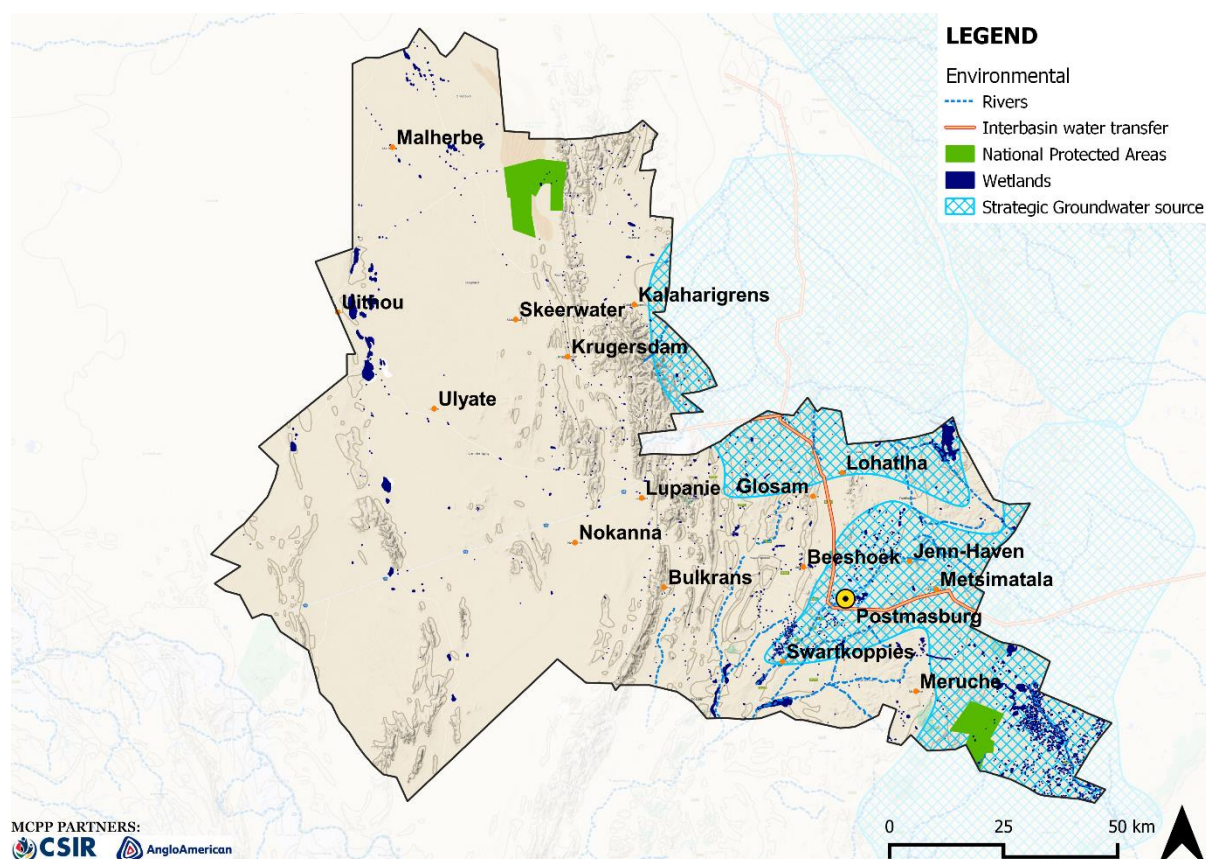 LEGEND
Environmental
Rivers
Interbasin water transfer
National Protected Areas
Wetlands
Strategic Groundwater source
Malherbe
Uithou
Skeerwater
Kalaharigrens
Krugersdam
Ulyate
Lohatlha
Lupanie
Glosam
Nokanna
Beeshoek
Jenn-Haven
Bulkrans
Metsimatala
Postmasburg
Swartkoppies
Meruche
MCPP PARTNERS:
CSIR
AngloAmerican
0 25 50 km